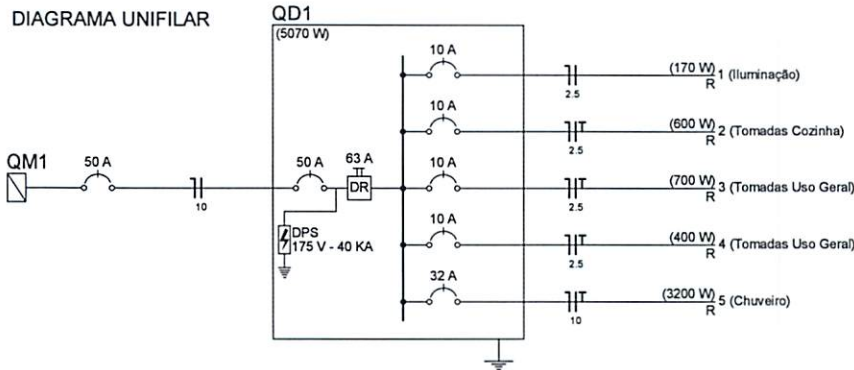 DIAGRAMA UNIFILAR
QD1
(5070 W)
10 A
2.5
(170 W)
R
1 (Iluminação)
10 A
2.5
(600 W)
R
2 (Tomadas Cozinha)
QM1
50 A
10
50 A
63 A
DR
DPS
175 V - 40 KA
10 A
2.5
(700 W)
R
3 (Tomadas Uso Geral)
10 A
2.5
(400 W)
R
4 (Tomadas Uso Geral)
32 A
10
(3200 W)
R
5 (Chuveiro)